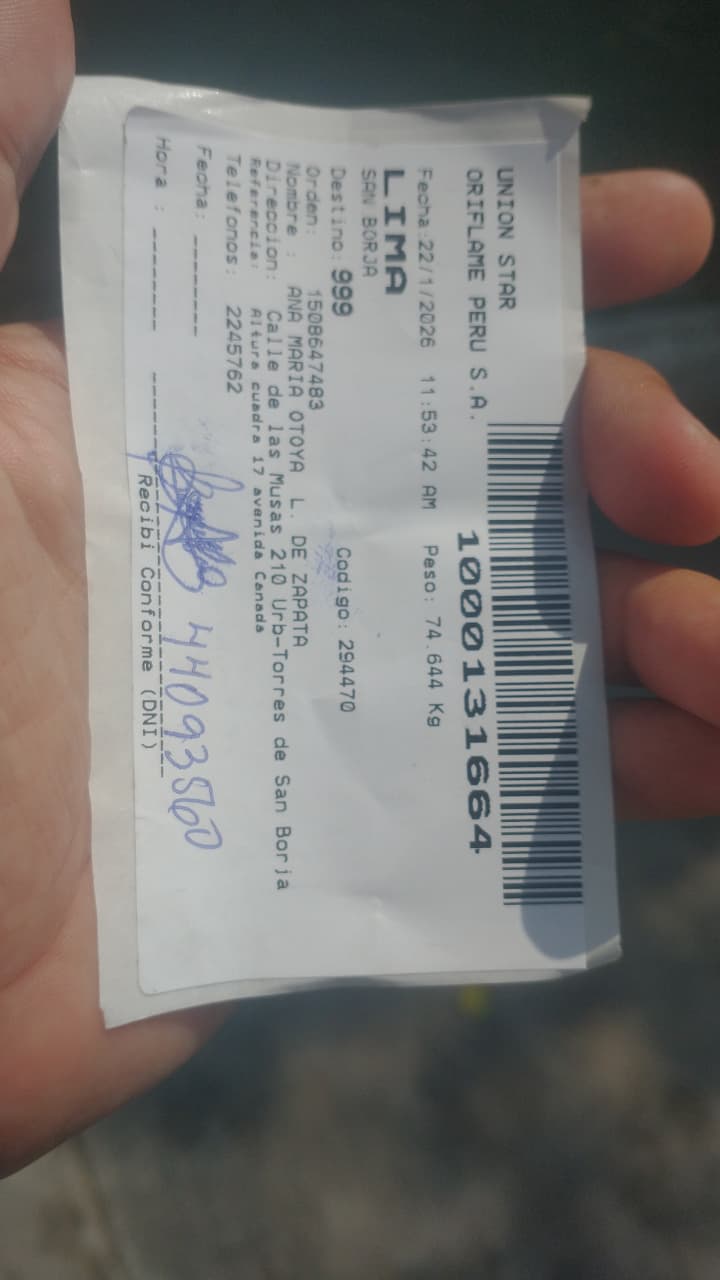 UNION STAR
ORIFLAME PERU S.A.
1000131664
Fecha:22/1/2026 11:53:42 AM Peso: 74.644 Kg
LIMA
SAN BORJA
Destino: 999 Codigo: 294470
Orden: 1508647483
Nombre : ANA MARIA OTOYA L. DE ZAPATA
Direccion: Calle de las Musas 210 Urb-Torres de San Borja
Referencia: Altura cuadra 17 avenida Canada
Telefonos: 2245762
Fecha: -------
44093560
Hora : -------- --------------------------------
Recibi Conforme (DNI)